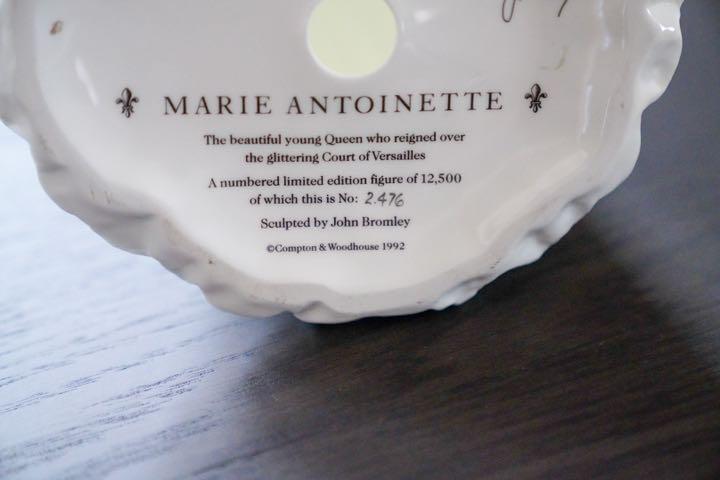 MARIE ANTOINETTE
The beautiful young Queen who reigned over
the glittering Court of Versailles
A numbered limited edition figure of 12,500
of which this is No: 2.476
Sculpted by John Bromley
©Compton & Woodhouse 1992